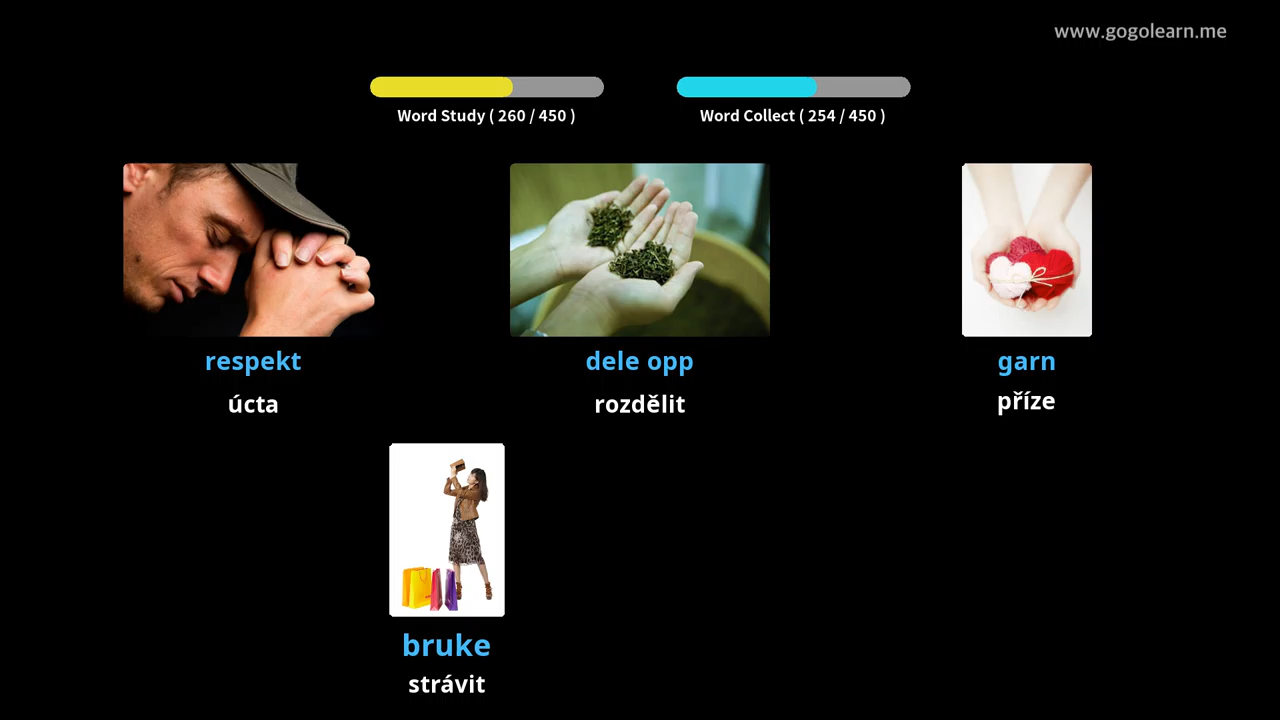 www.gogolearn.me
Word Study ( 260 / 450 )
Word Collect ( 254 / 450 )
respekt
dele opp
garn
úcta
rozdělit
příze
bruke
strávit